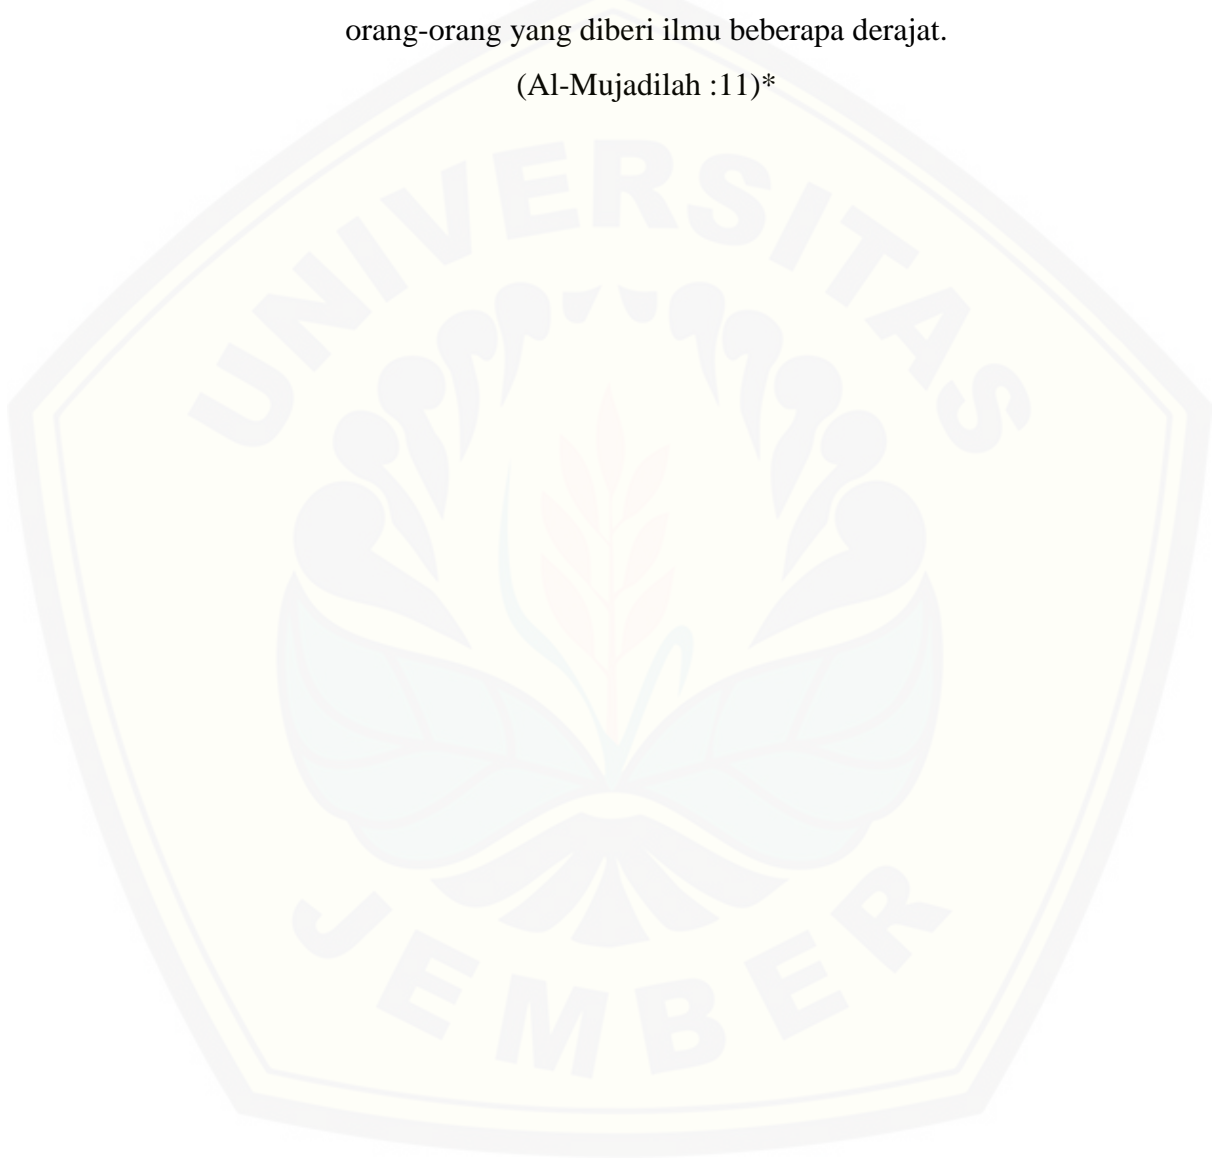 orang-orang yang diberi ilmu beberapa derajat.
(Al-Mujadilah :11)*
UNIVERSITAS
JEMBER